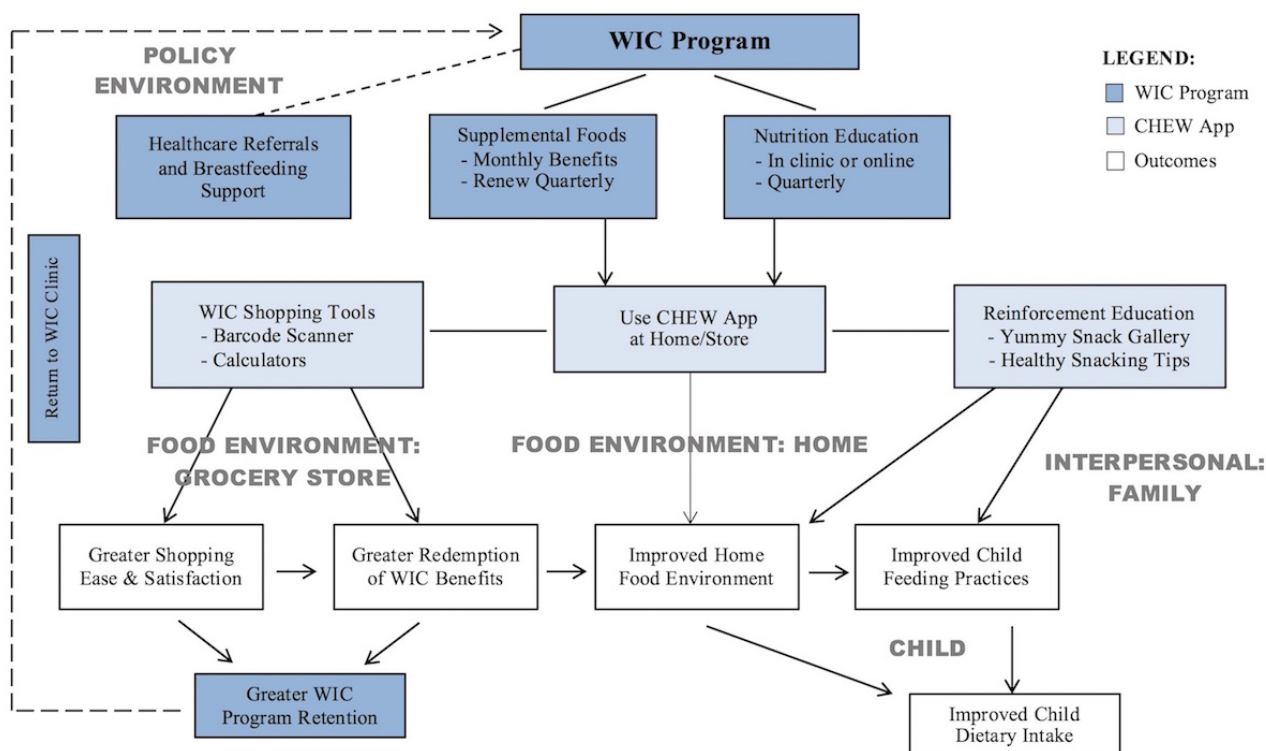 WIC Program
POLICY
ENVIRONMENT
LEGEND:
WIC Program
CHEW App
Outcomes
Healthcare Referrals
and Breastfeeding
Support
Supplemental Foods
- Monthly Benefits
- Renew Quarterly
Nutrition Education
- In clinic or online
- Quarterly
Return to WIC Clinic
WIC Shopping Tools
- Barcode Scanner
- Calculators
Use CHEW App
at Home/Store
Reinforcement Education
- Yummy Snack Gallery
- Healthy Snacking Tips
FOOD ENVIRONMENT:
GROCERY STORE
FOOD ENVIRONMENT: HOME
INTERPERSONAL:
FAMILY
Greater Shopping
Ease & Satisfaction
Greater Redemption
of WIC Benefits
Improved Home
Food Environment
Improved Child
Feeding Practices
CHILD
Greater WIC
Program Retention
Improved Child
Dietary Intake